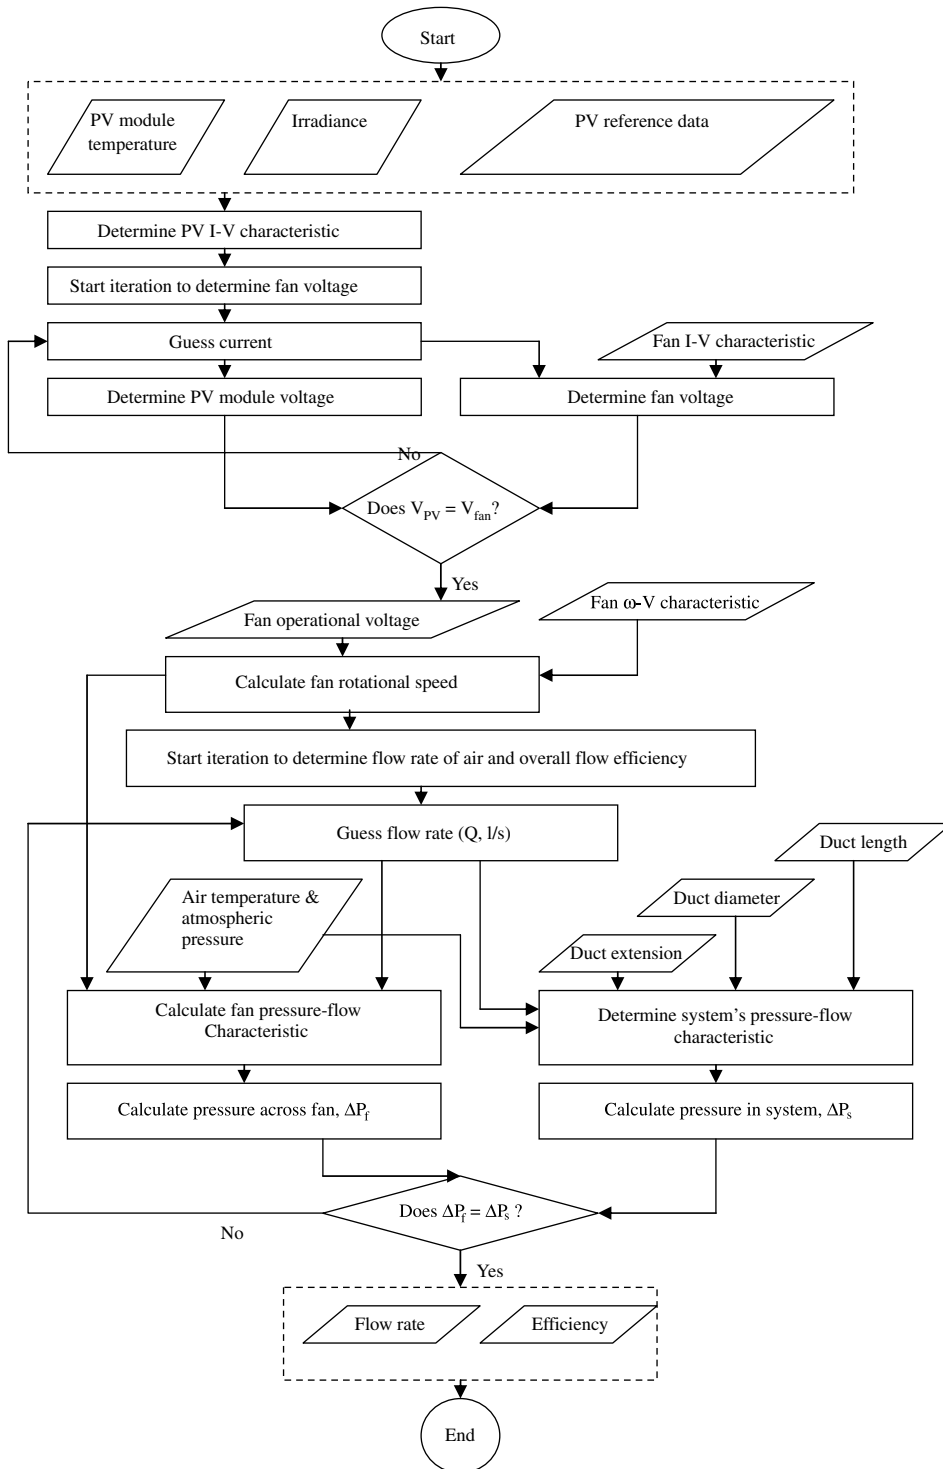 Start
PV module
temperature
Irradiance
PV reference data
Determine PV I-V characteristic
Start iteration to determine fan voltage
Guess current
Fan I-V characteristic
Determine PV module voltage
Determine fan voltage
No
Does V_PV = V_fan?
Yes
Fan operational voltage
Fan ω-V characteristic
Calculate fan rotational speed
Start iteration to determine flow rate of air and overall flow efficiency
Guess flow rate (Q, l/s)
Duct length
Air temperature &
atmospheric
pressure
Duct diameter
Duct extension
Calculate fan pressure-flow
Characteristic
Determine system's pressure-flow
characteristic
Calculate pressure across fan, ΔP_f
Calculate pressure in system, ΔP_s
Does ΔP_f = ΔP_s ?
No
Yes
Flow rate
Efficiency
End